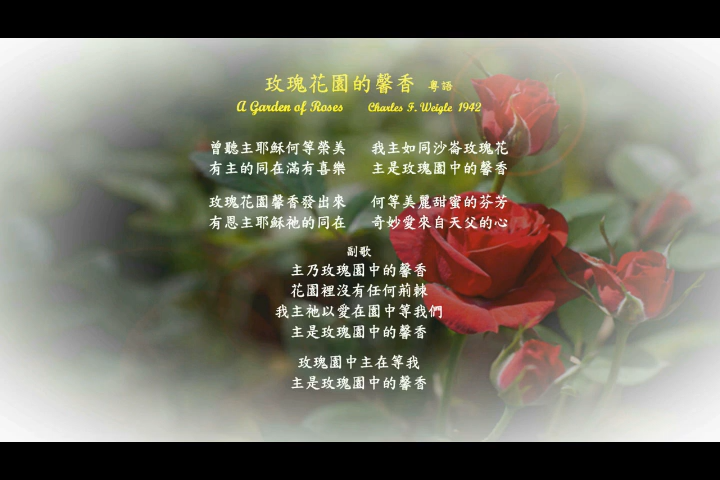 玫瑰花園的馨香 粵語
A Garden of Roses Charles F. Weigle 1942
曾聽主耶穌何等榮美 我主如同沙崙玫瑰花
有主的同在滿有喜樂 主是玫瑰園中的馨香
玫瑰花園馨香發出來 何等美麗甜蜜的芬芳
有恩主耶穌祂的同在 奇妙愛來自天父的心
副歌
主乃玫瑰園中的馨香
花園裡沒有任何荊棘
我主祂以愛在園中等我們
主是玫瑰園中的馨香
玫瑰園中主在等我
主是玫瑰園中的馨香